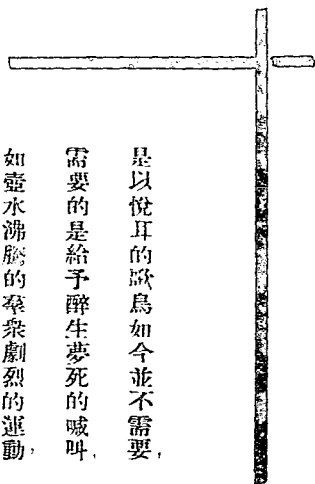 是以悅耳的歌鳥如今並不需要，
需要的是給予醉生夢死的喊叫，
如壺水沸騰的羣衆劇烈的運動，